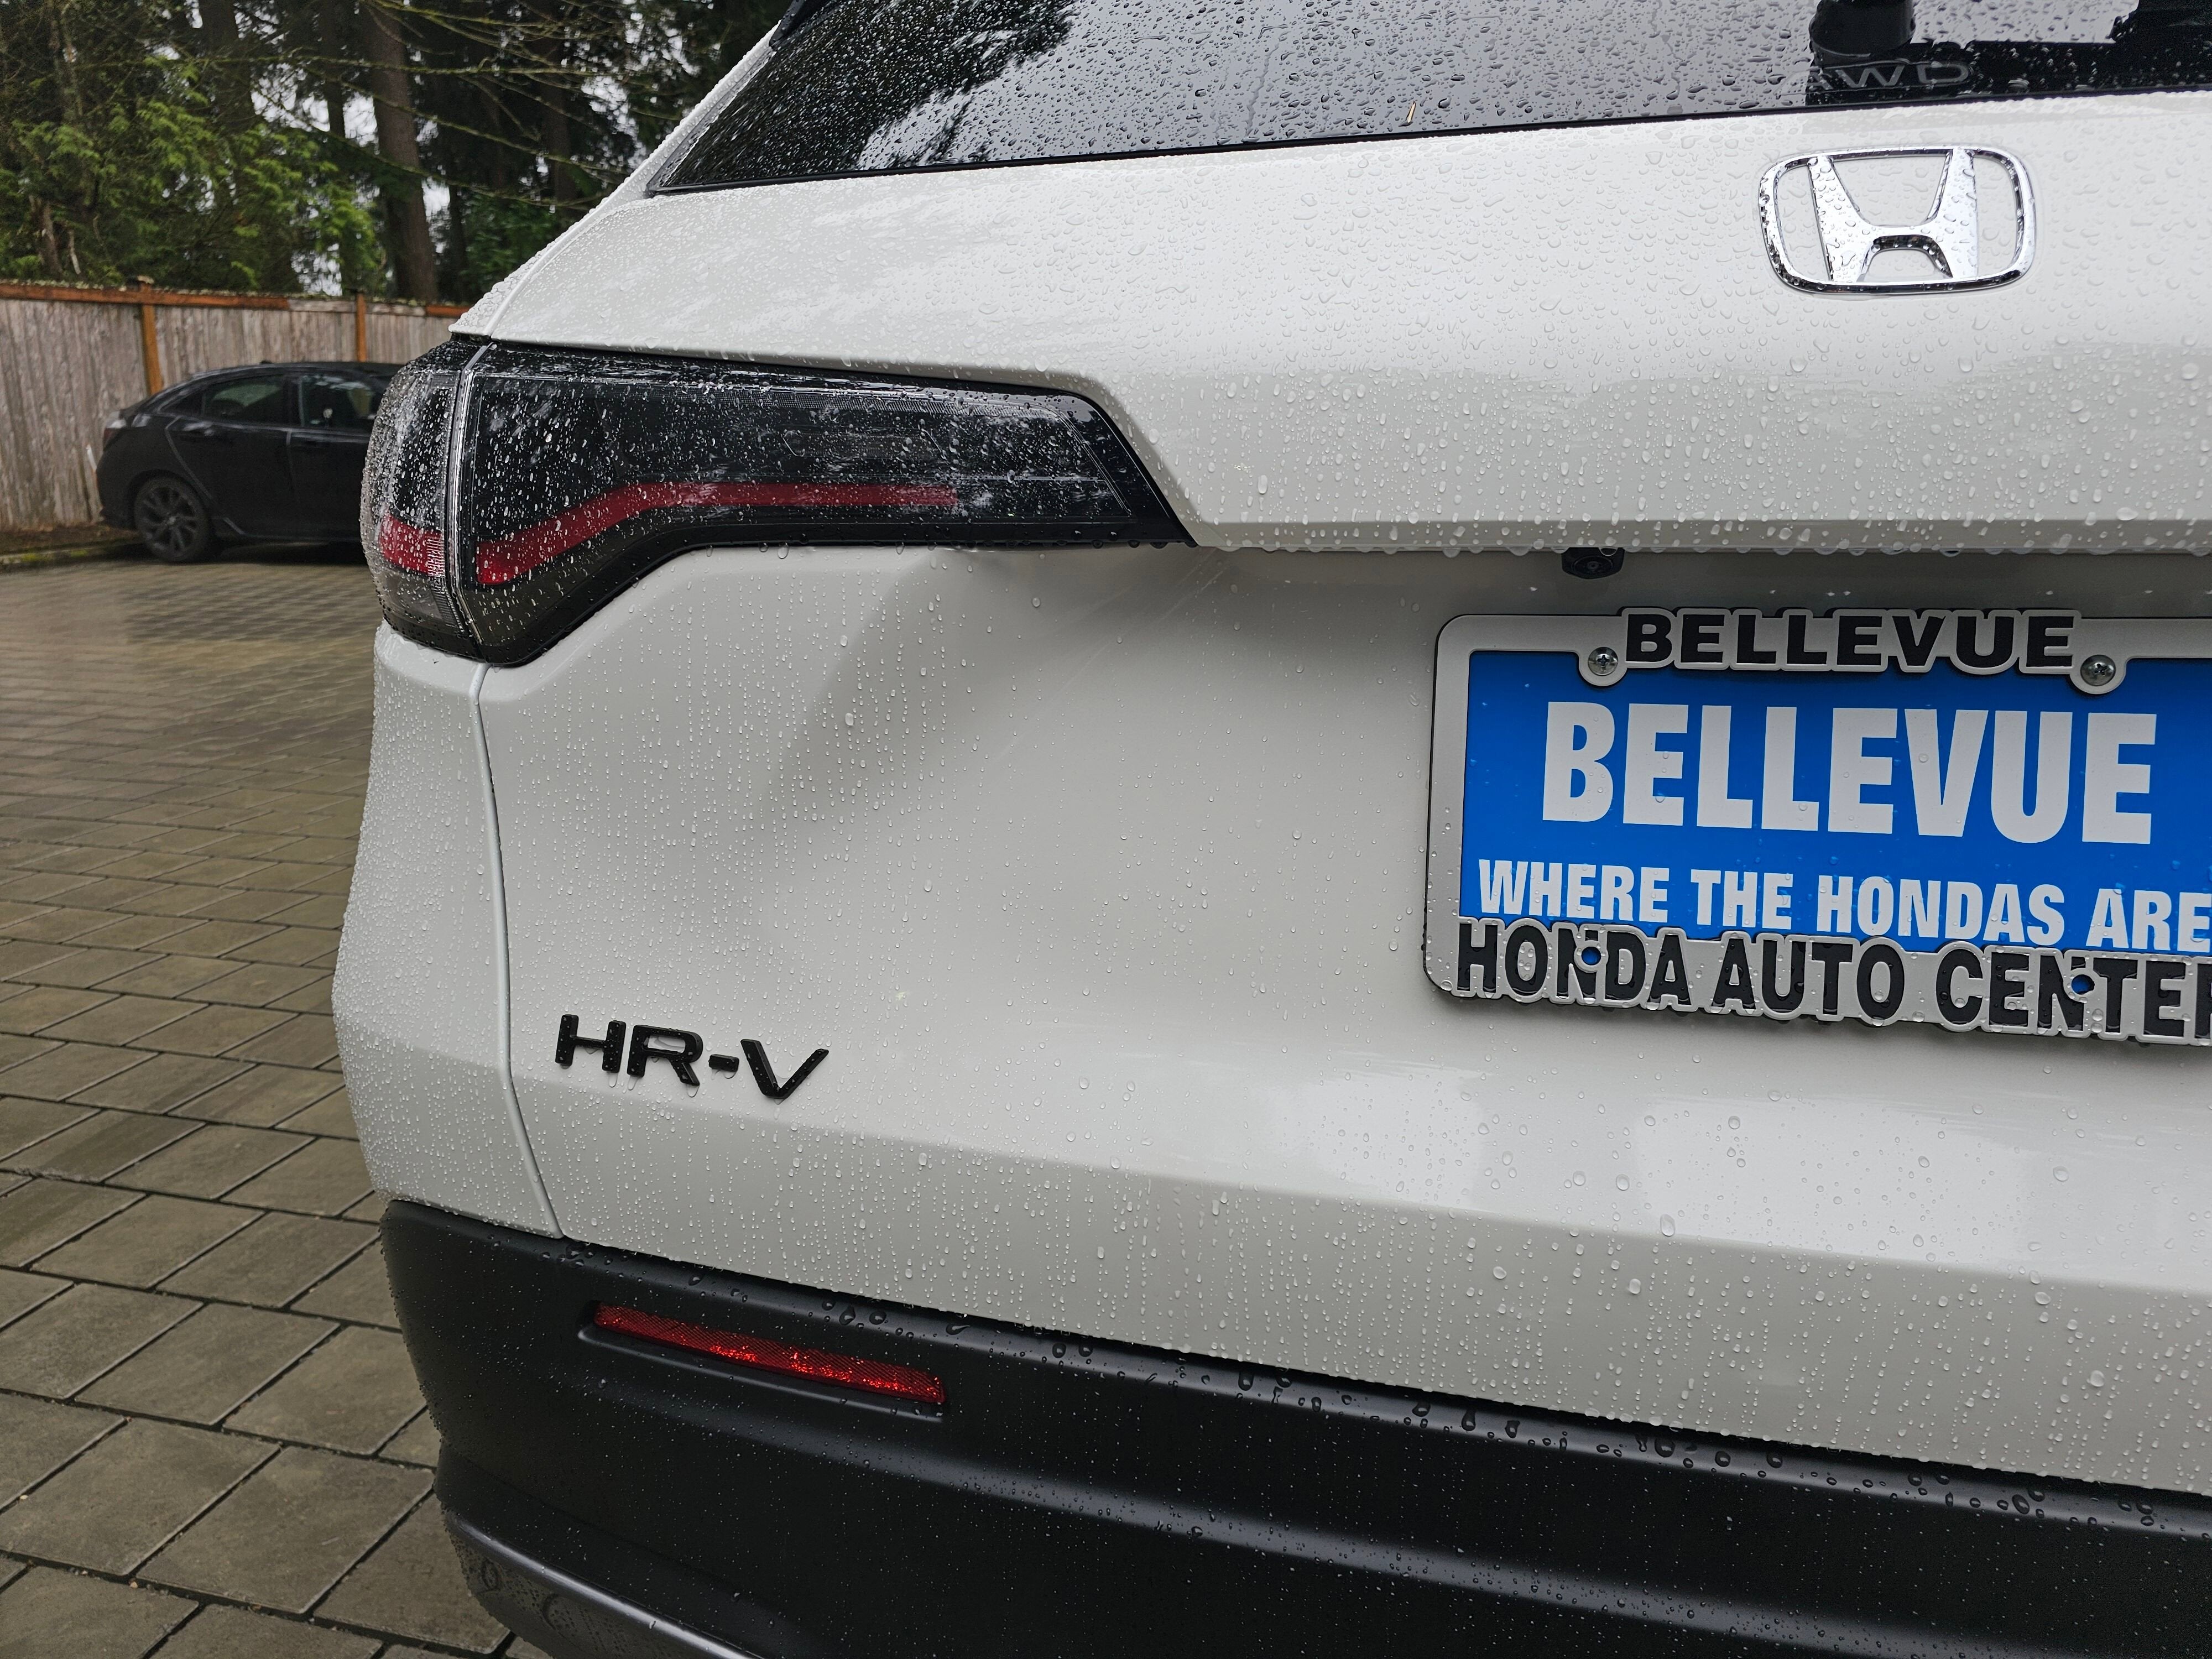 AWD
BELLEVUE
BELLEVUE
WHERE THE HONDAS ARE
HONDA AUTO CENTER
HR-V